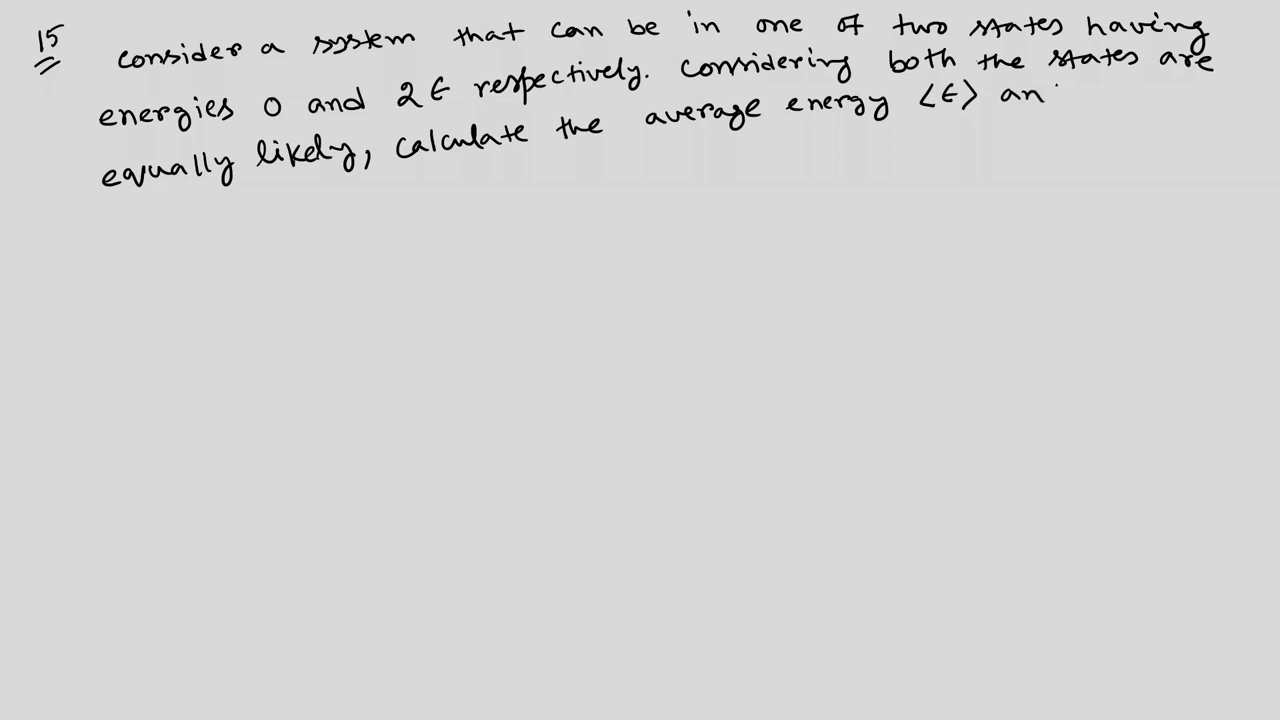 15 consider a system that can be in one of two states having
energies 0 and 2 ϵ respectively. Considering both the states are
equally likely, calculate the average energy <ϵ> an